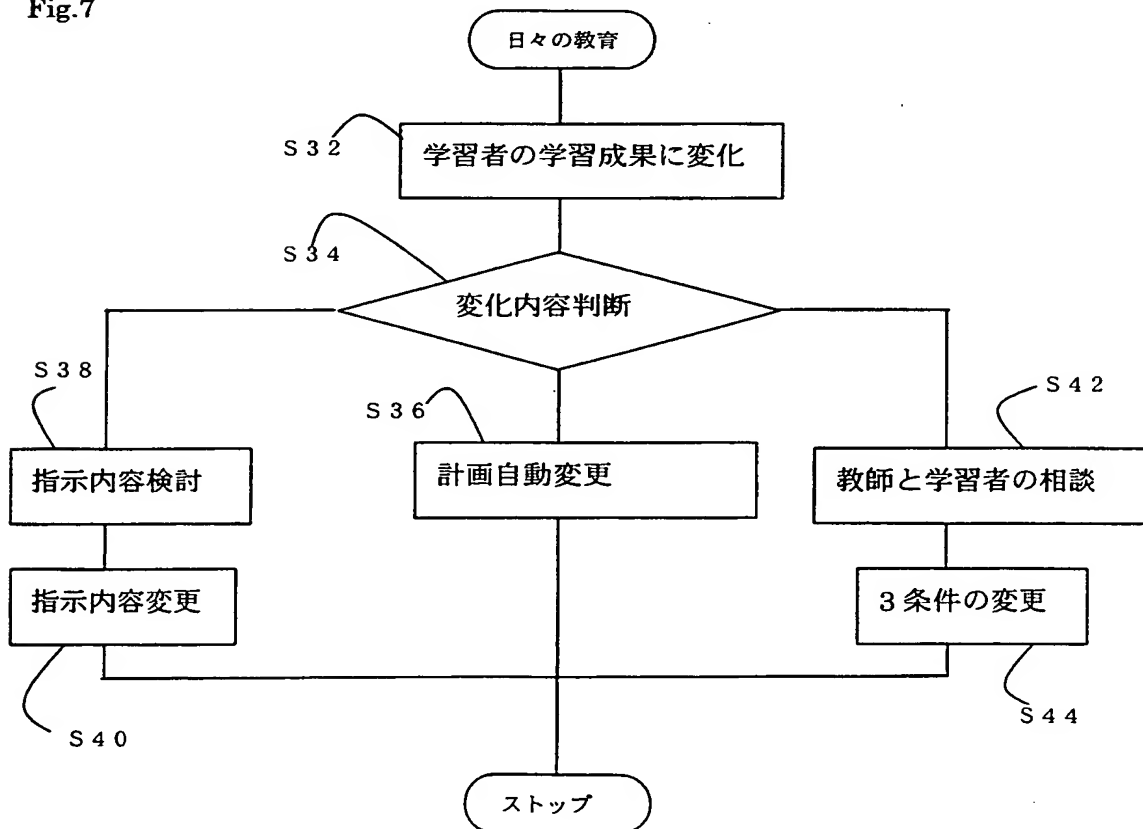 Fig.7
日々の教育
S32
学習者の学習成果に変化
S34
変化内容判断
S38
S36
S42
指示内容検討
計画自動変更
教師と学習者の相談
指示内容変更
3条件の変更
S40
S44
ストップ